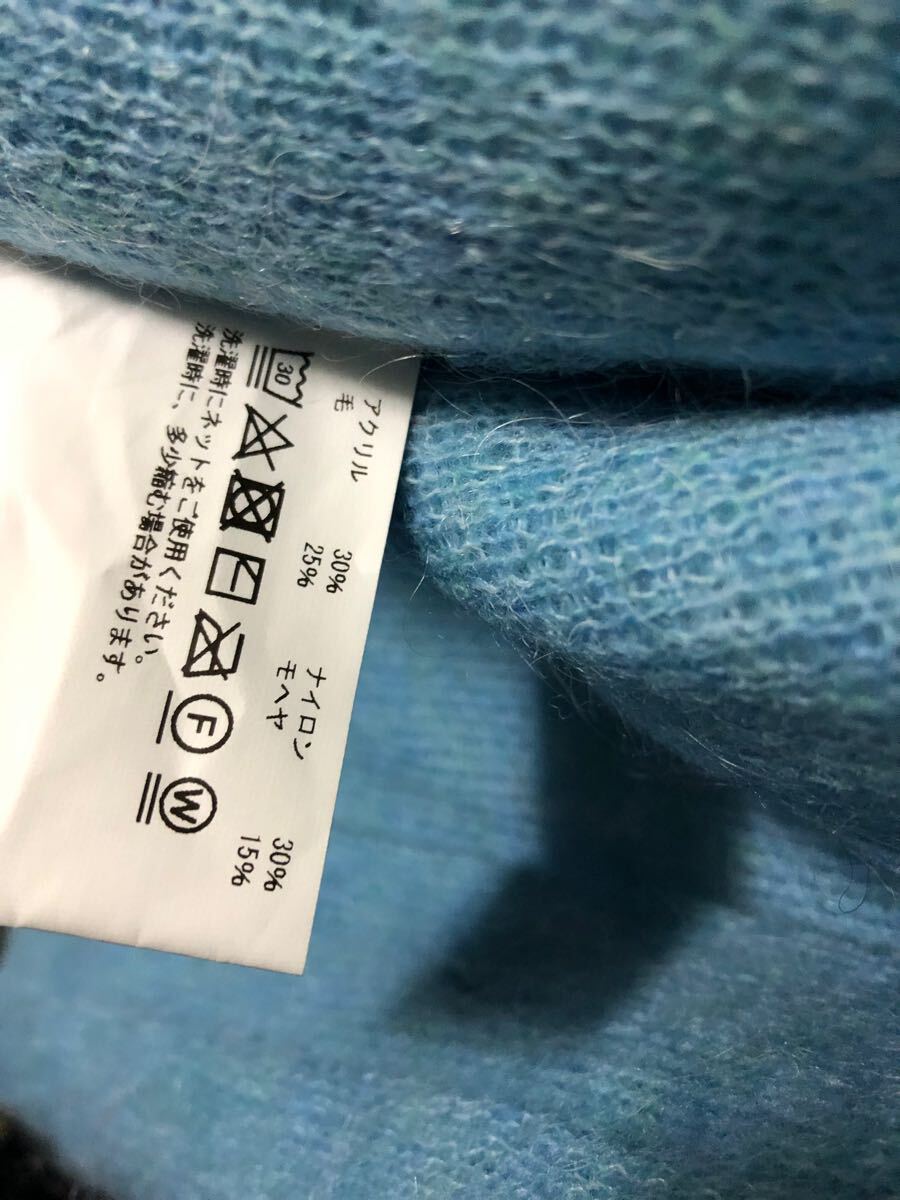 アクリル 30% ナイロン 30%
毛 25% モヘヤ 15%
30 F W
洗濯時にネットをご使用ください。
洗濯時に、多少縮む場合があります。